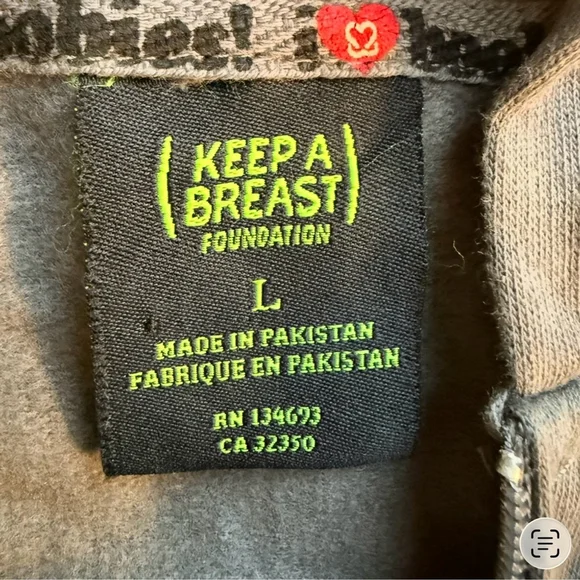 KEEP A
BREAST
FOUNDATION
L
MADE IN PAKISTAN
FABRIQUE EN PAKISTAN
RN 134693
CA 32350